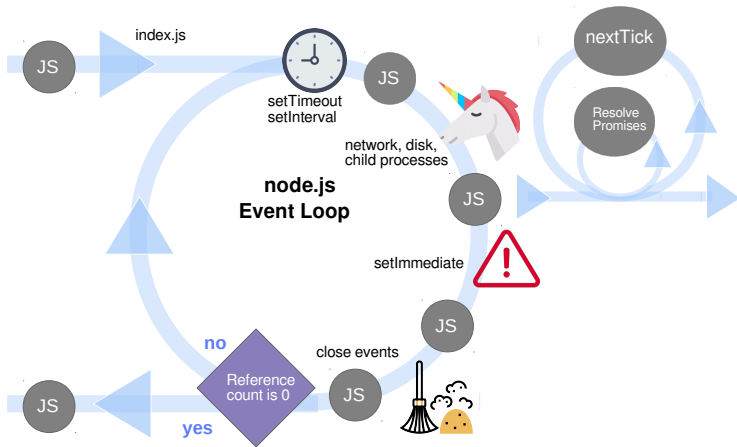 index.js
JS
setTimeout
setInterval
JS
network, disk,
child processes
nextTick
Resolve
Promises
node.js
Event Loop
JS
setImmediate
JS
close events
no
Reference
count is 0
JS
JS
yes